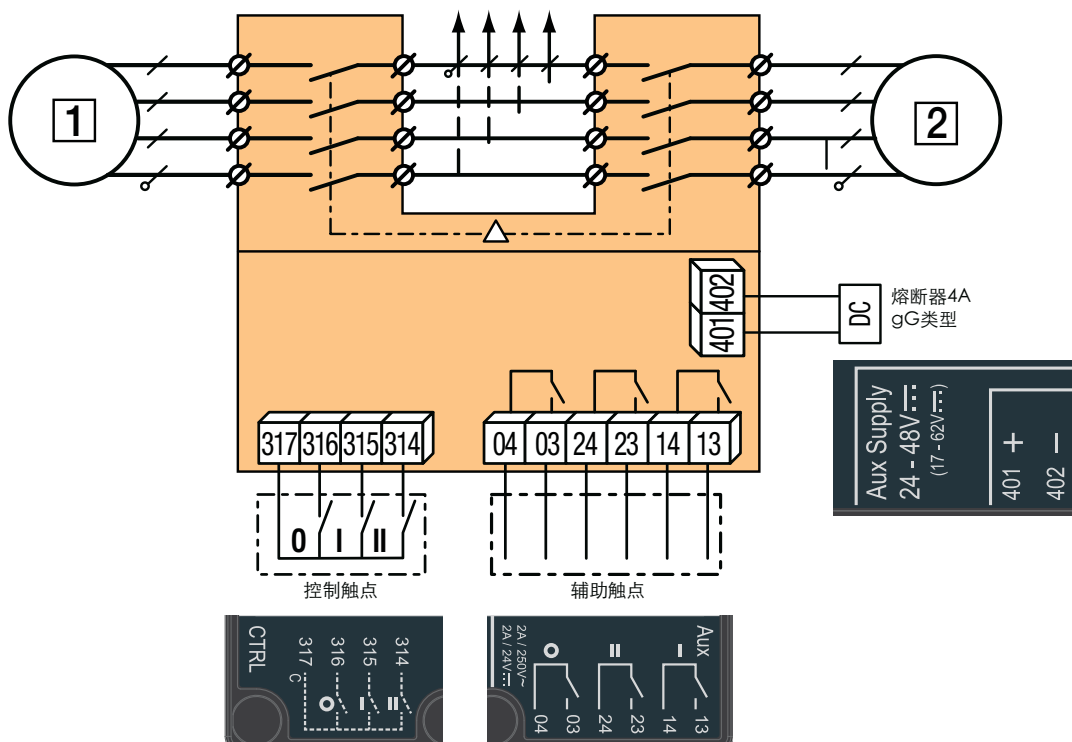 1
2
402
401
DC
熔断器4A
gG类型
317 316 315 314
04 03 24 23 14 13
0 I II
控制触点
辅助触点
Aux Supply
24 - 48V⎓
(17 - 62V⎓)
401 +
402 −
CTRL
317 316 315 314
C
O I II
Aux
2A / 250V~
2A / 24V⎓
O II I
04 03 24 23 14 13